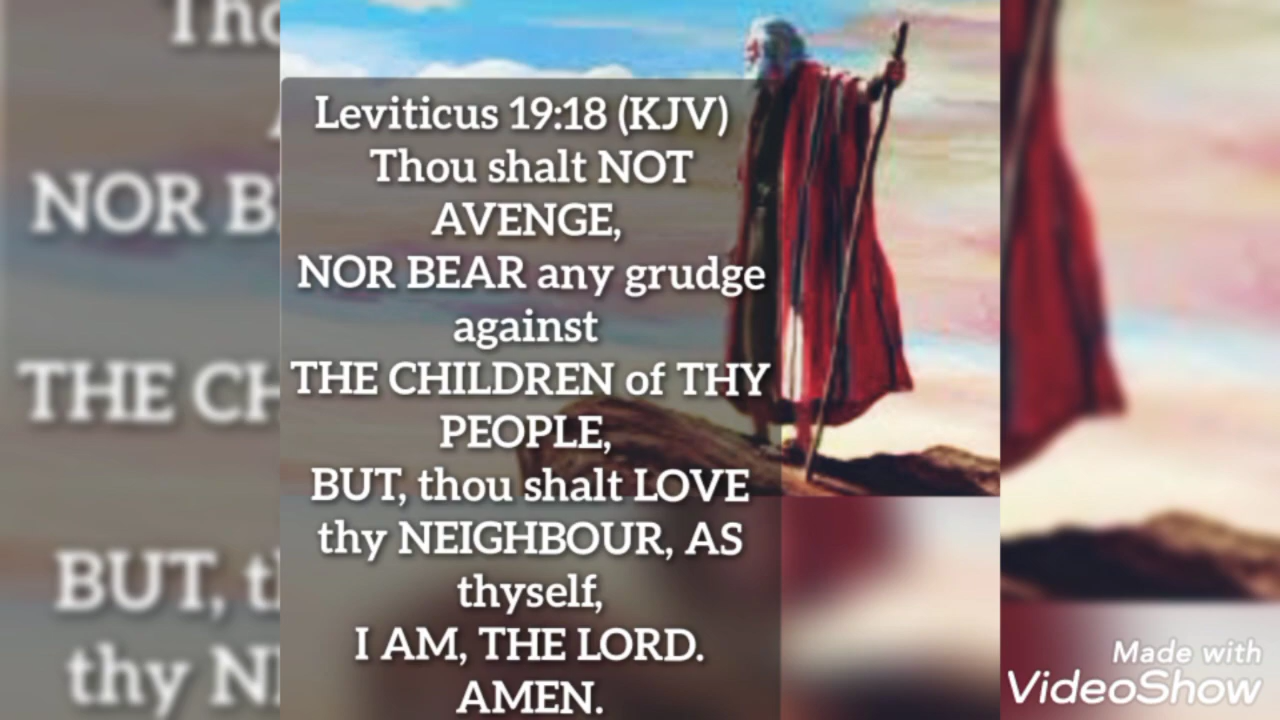 Leviticus 19:18 (KJV)
Thou shalt NOT
AVENGE,
NOR BEAR any grudge
against
THE CHILDREN of THY
PEOPLE,
BUT, thou shalt LOVE
thy NEIGHBOUR, AS
thyself,
I AM, THE LORD.
AMEN.
Made with
VideoShow